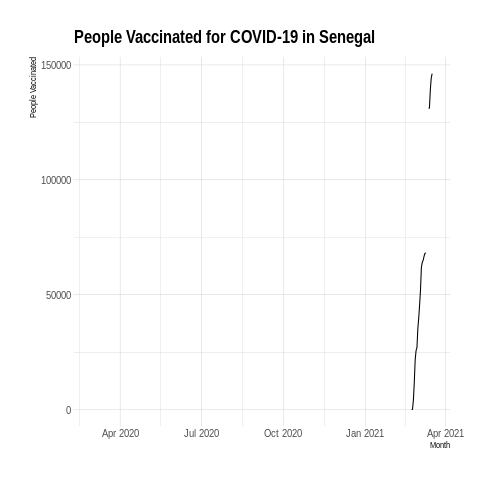 People Vaccinated for COVID-19 in Senegal
People Vaccinated
150000
100000
50000
0
Apr 2020 Jul 2020 Oct 2020 Jan 2021 Apr 2021
Month